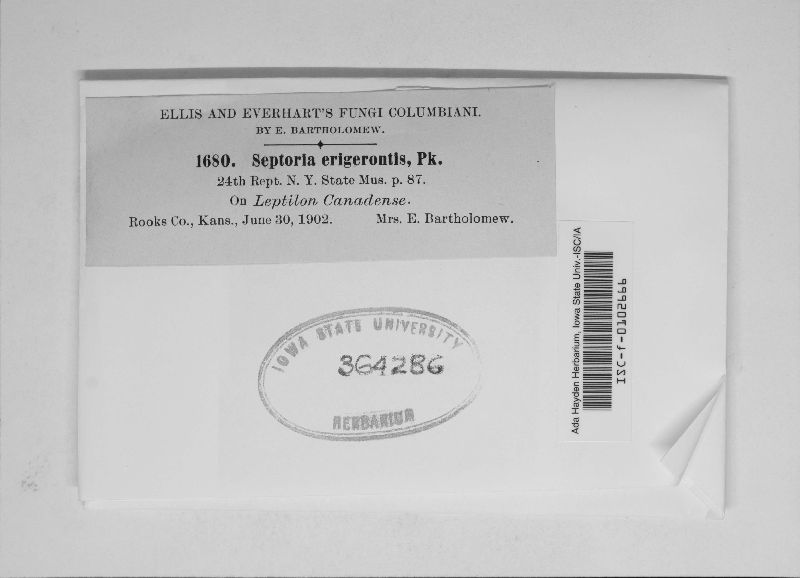 ELLIS AND EVERHART'S FUNGI COLUMBIANI.
BY E. BARTHOLOMEW.
1680. Septoria erigerontis, Pk.
24th Rept. N. Y. State Mus. p. 87.
On Leptilon Canadense.
Rooks Co., Kans., June 30, 1902. Mrs. E. Bartholomew.
IOWA STATE UNIVERSITY
364286
HERBARIUM
Ada Hayden Herbarium, Iowa State Univ.-ISC/IA
ISC-f-0102666